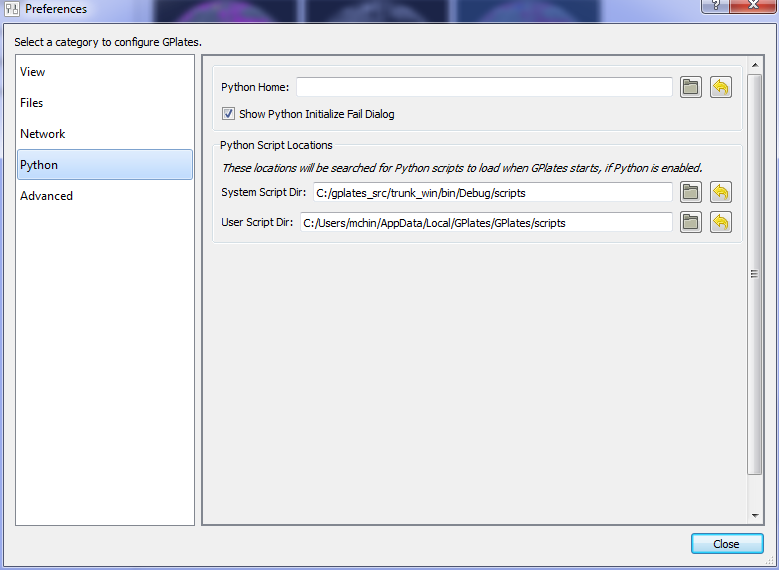 Preferences
?
Select a category to configure GPlates.
View
Files
Network
Python
Advanced
Python Home:
Show Python Initialize Fail Dialog
Python Script Locations
These locations will be searched for Python scripts to load when GPlates starts, if Python is enabled.
System Script Dir: C:/gplates_src/trunk_win/bin/Debug/scripts
User Script Dir: C:/Users/mchin/AppData/Local/GPlates/GPlates/scripts
Close